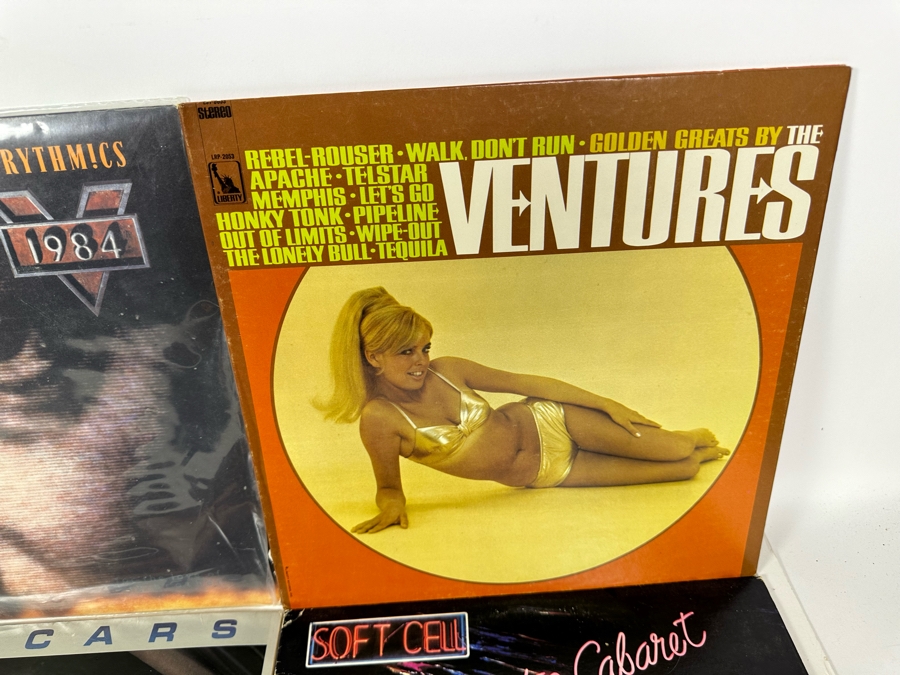 RYTHM!CS
1984
CARS
Stereo
LRP-2053
LIBERTY
REBEL-ROUSER • WALK, DON'T RUN • GOLDEN GREATS BY THE
APACHE • TELSTAR
MEMPHIS • LET'S GO
HONKY TONK • PIPELINE
OUT OF LIMITS • WIPE-OUT
THE LONELY BULL • TEQUILA
VENTURES
SOFT CELL
Cabaret